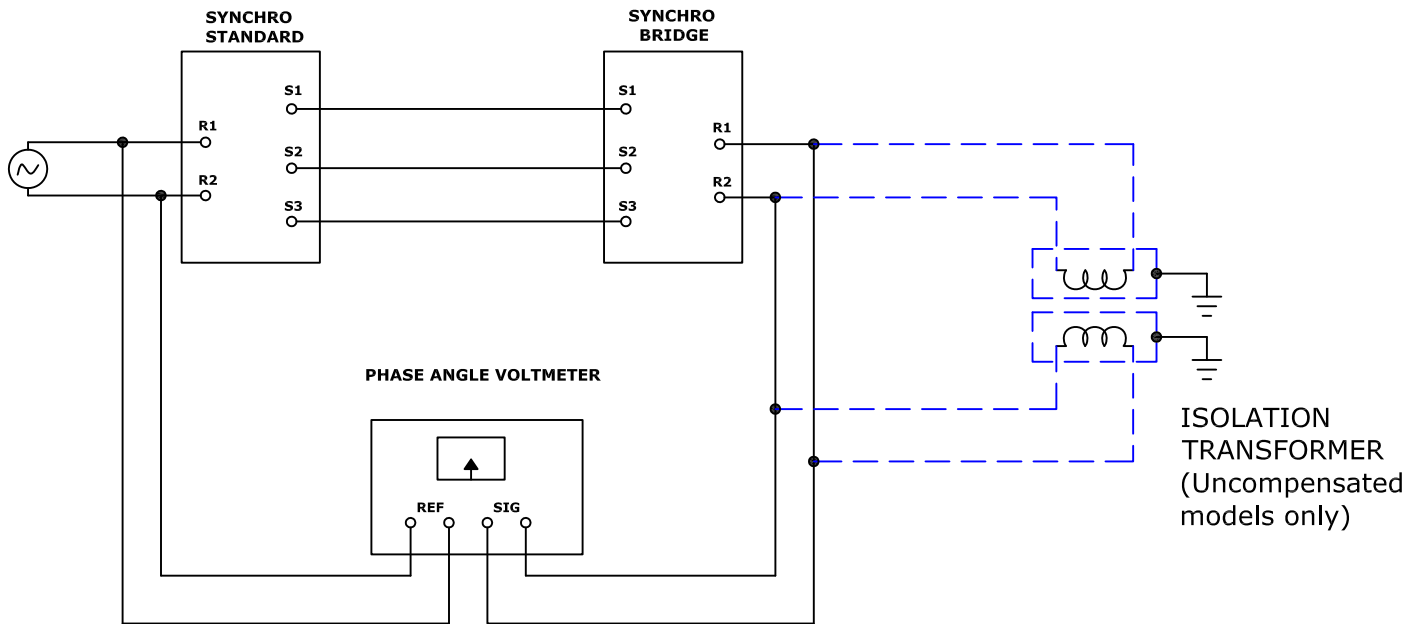 SYNCHRO
STANDARD
SYNCHRO
BRIDGE
S1
S1
R1
R1
S2
S2
R2
R2
S3
S3
PHASE ANGLE VOLTMETER
REF
SIG
ISOLATION
TRANSFORMER
(Uncompensated
models only)